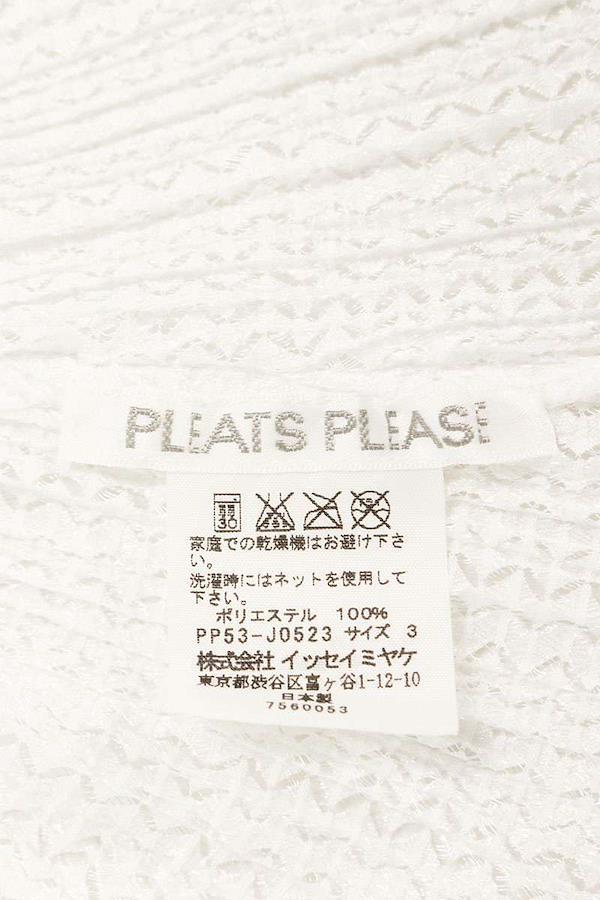 PLEATS PLEASE
弱
30
家庭での乾燥機はお避け下さ
い。
洗濯時にはネットを使用して
下さい。
ポリエステル 100%
PP53-J0523 サイズ 3
株式会社 イッセイミヤケ
東京都渋谷区富ヶ谷1-12-10
日本製
7560053